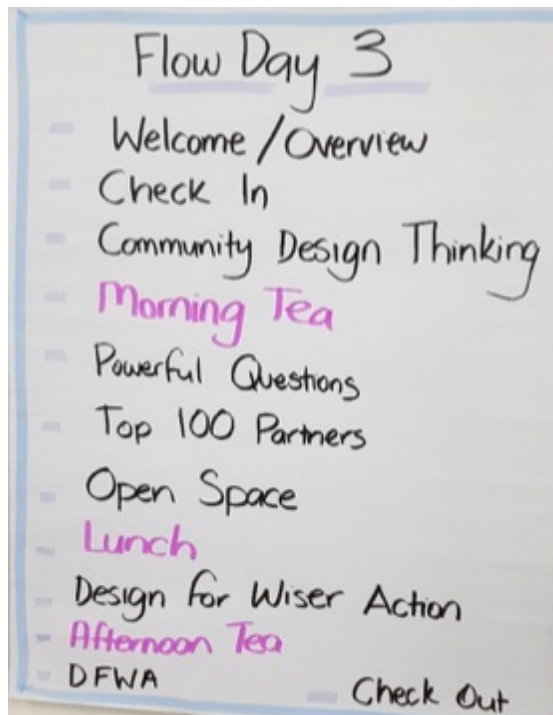 Flow Day 3
Welcome / Overview
Check In
Community Design Thinking
Morning Tea
Powerful Questions
Top 100 Partners
Open Space
Lunch
Design for Wiser Action
Afternoon Tea
DFWA
Check Out